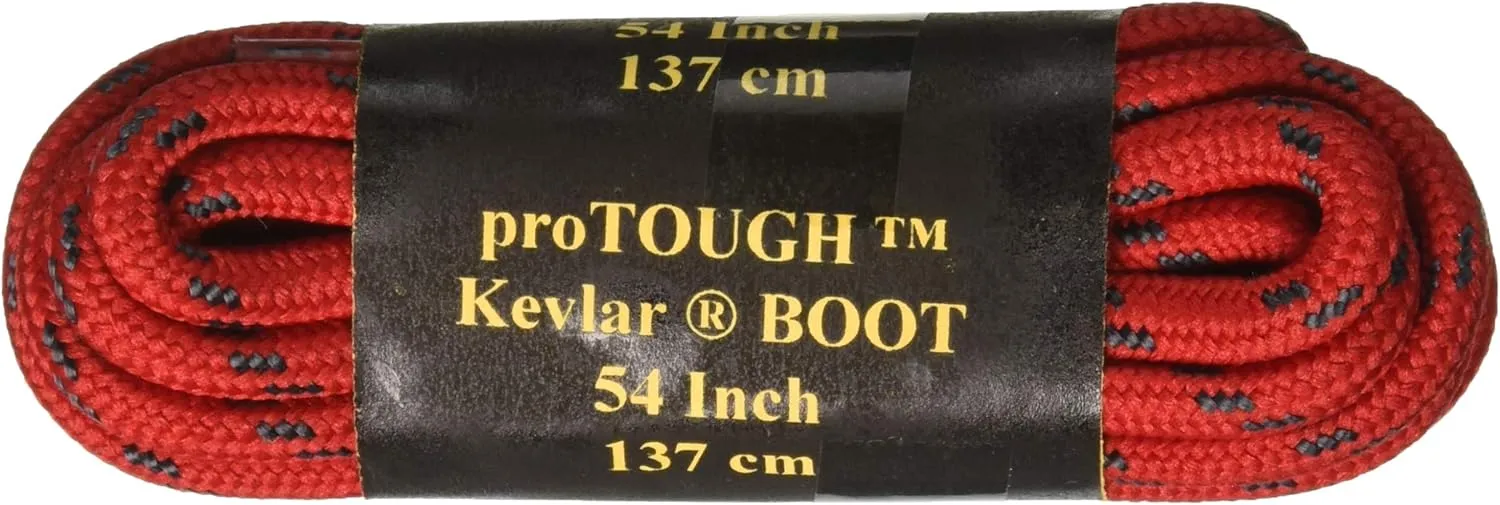 54 Inch
137 cm
proTOUGH ™
Kevlar ® BOOT
54 Inch
137 cm